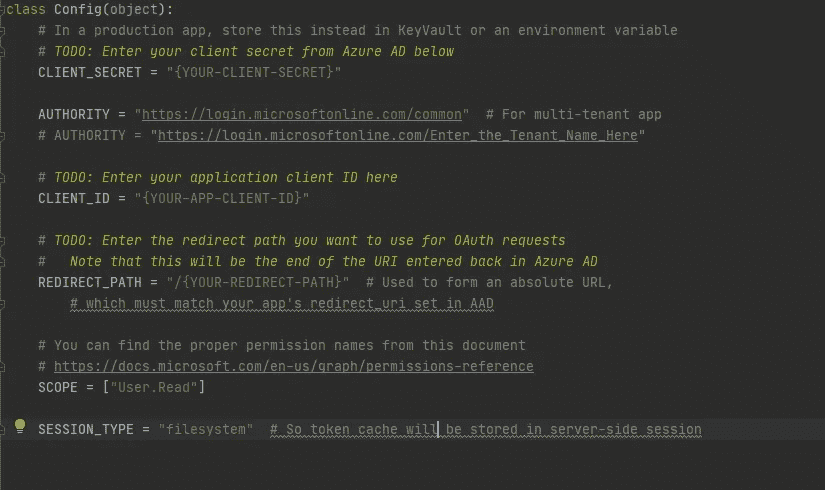 class Config(object):
# In a production app, store this instead in KeyVault or an environment variable
# TODO: Enter your client secret from Azure AD below
CLIENT_SECRET = "{YOUR-CLIENT-SECRET}"
AUTHORITY = "https://login.microsoftonline.com/common"  # For multi-tenant app
# AUTHORITY = "https://login.microsoftonline.com/Enter_the_Tenant_Name_Here"
# TODO: Enter your application client ID here
CLIENT_ID = "{YOUR-APP-CLIENT-ID}"
# TODO: Enter the redirect path you want to use for OAuth requests
#   Note that this will be the end of the URI entered back in Azure AD
REDIRECT_PATH = "/{YOUR-REDIRECT-PATH}"  # Used to form an absolute URL,
# which must match your app's redirect_uri set in AAD
# You can find the proper permission names from this document
# https://docs.microsoft.com/en-us/graph/permissions-reference
SCOPE = ["User.Read"]
SESSION_TYPE = "filesystem"  # So token cache will be stored in server-side session